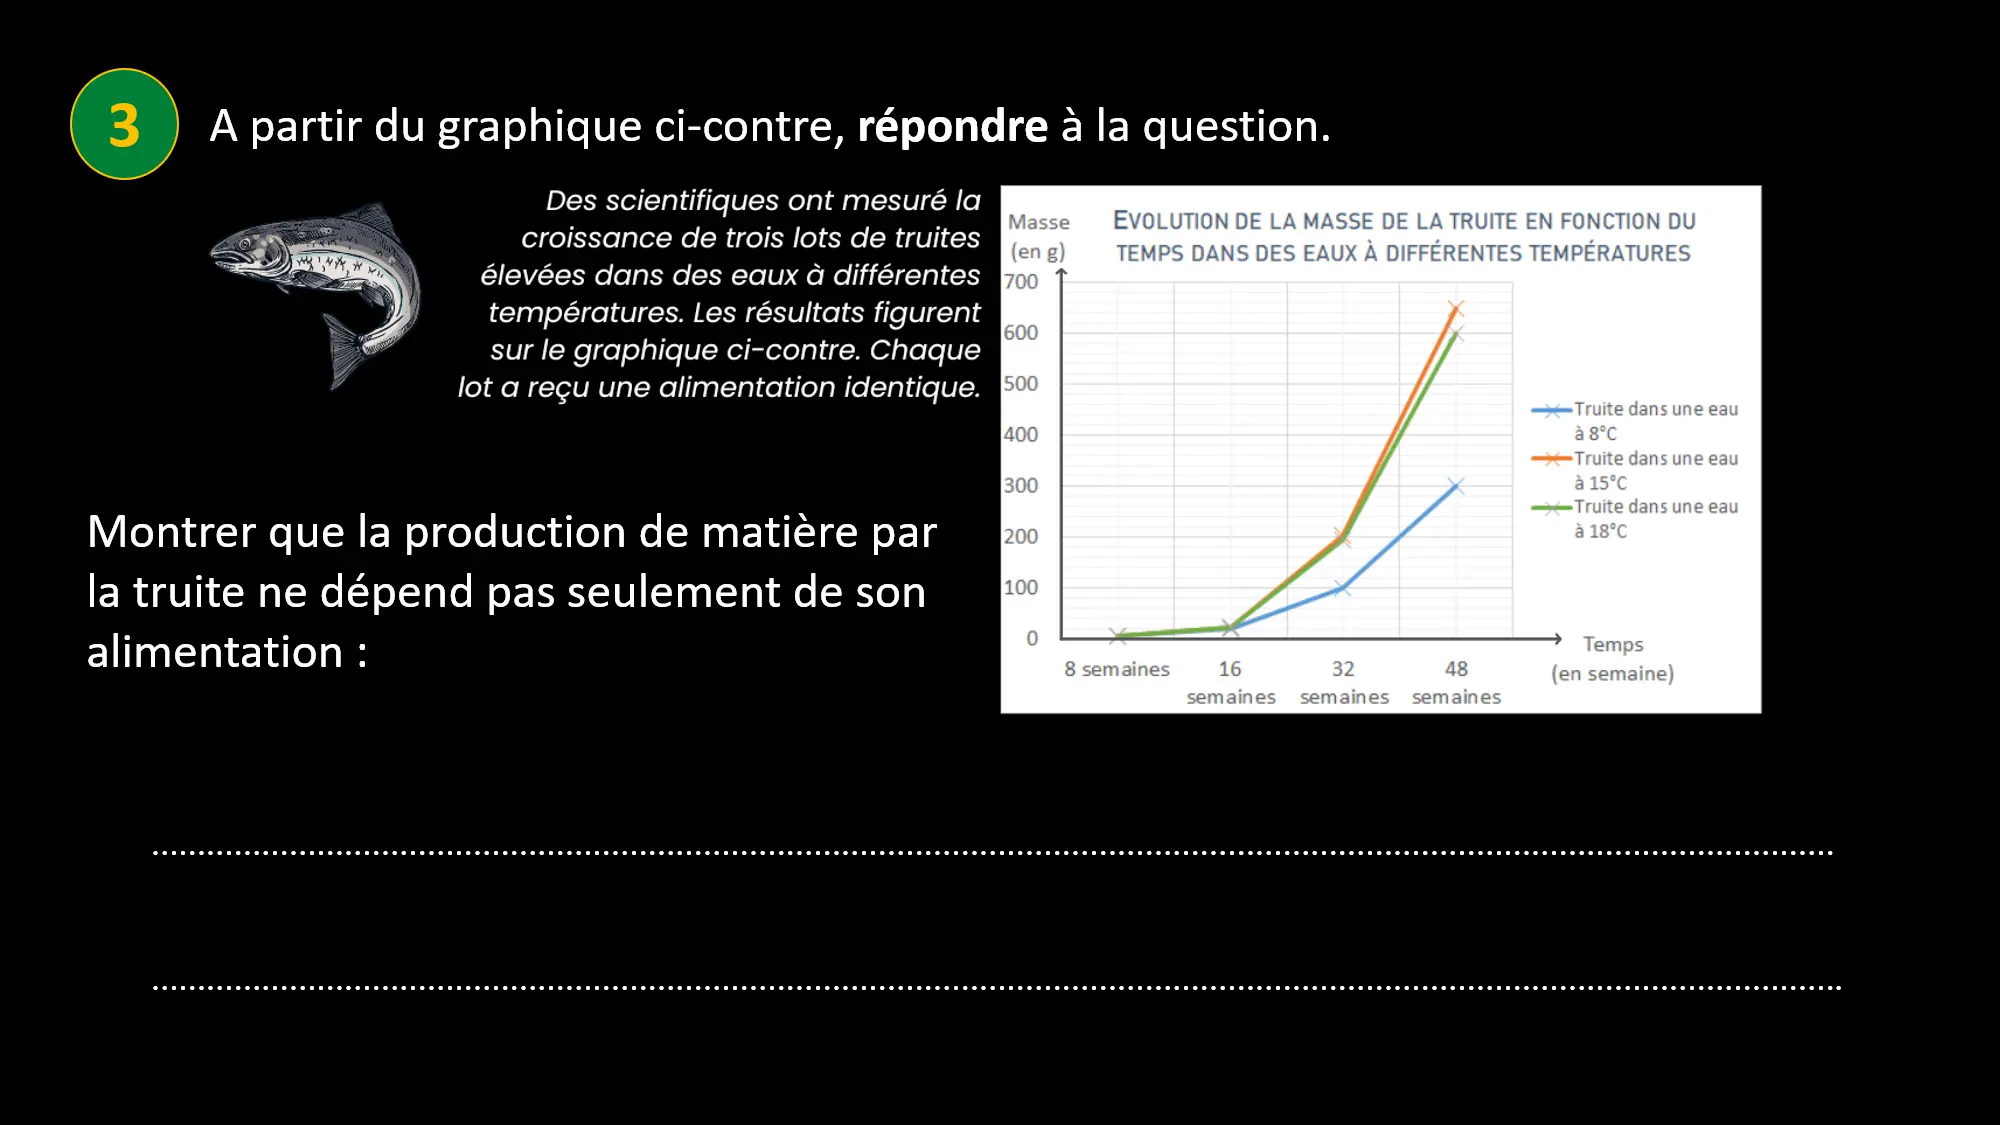 3
A partir du graphique ci-contre, répondre à la question.
Des scientifiques ont mesuré la
croissance de trois lots de truites
élevées dans des eaux à différentes
températures. Les résultats figurent
sur le graphique ci-contre. Chaque
lot a reçu une alimentation identique.
Montrer que la production de matière par
la truite ne dépend pas seulement de son
alimentation :
EVOLUTION DE LA MASSE DE LA TRUITE EN FONCTION DU
TEMPS DANS DES EAUX À DIFFÉRENTES TEMPÉRATURES
Masse
(en g)
700
600
500
400
300
200
100
0
8 semaines
16
semaines
32
semaines
48
semaines
Temps
(en semaine)
Truite dans une eau
à 8°C
Truite dans une eau
à 15°C
Truite dans une eau
à 18°C